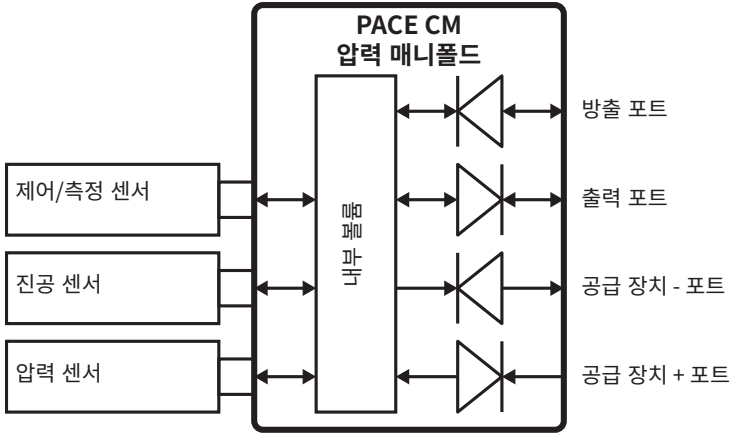 PACE CM
압력 매니폴드
방출 포트
제어/측정 센서
출력 포트
내부 볼륨
진공 센서
공급 장치 - 포트
압력 센서
공급 장치 + 포트